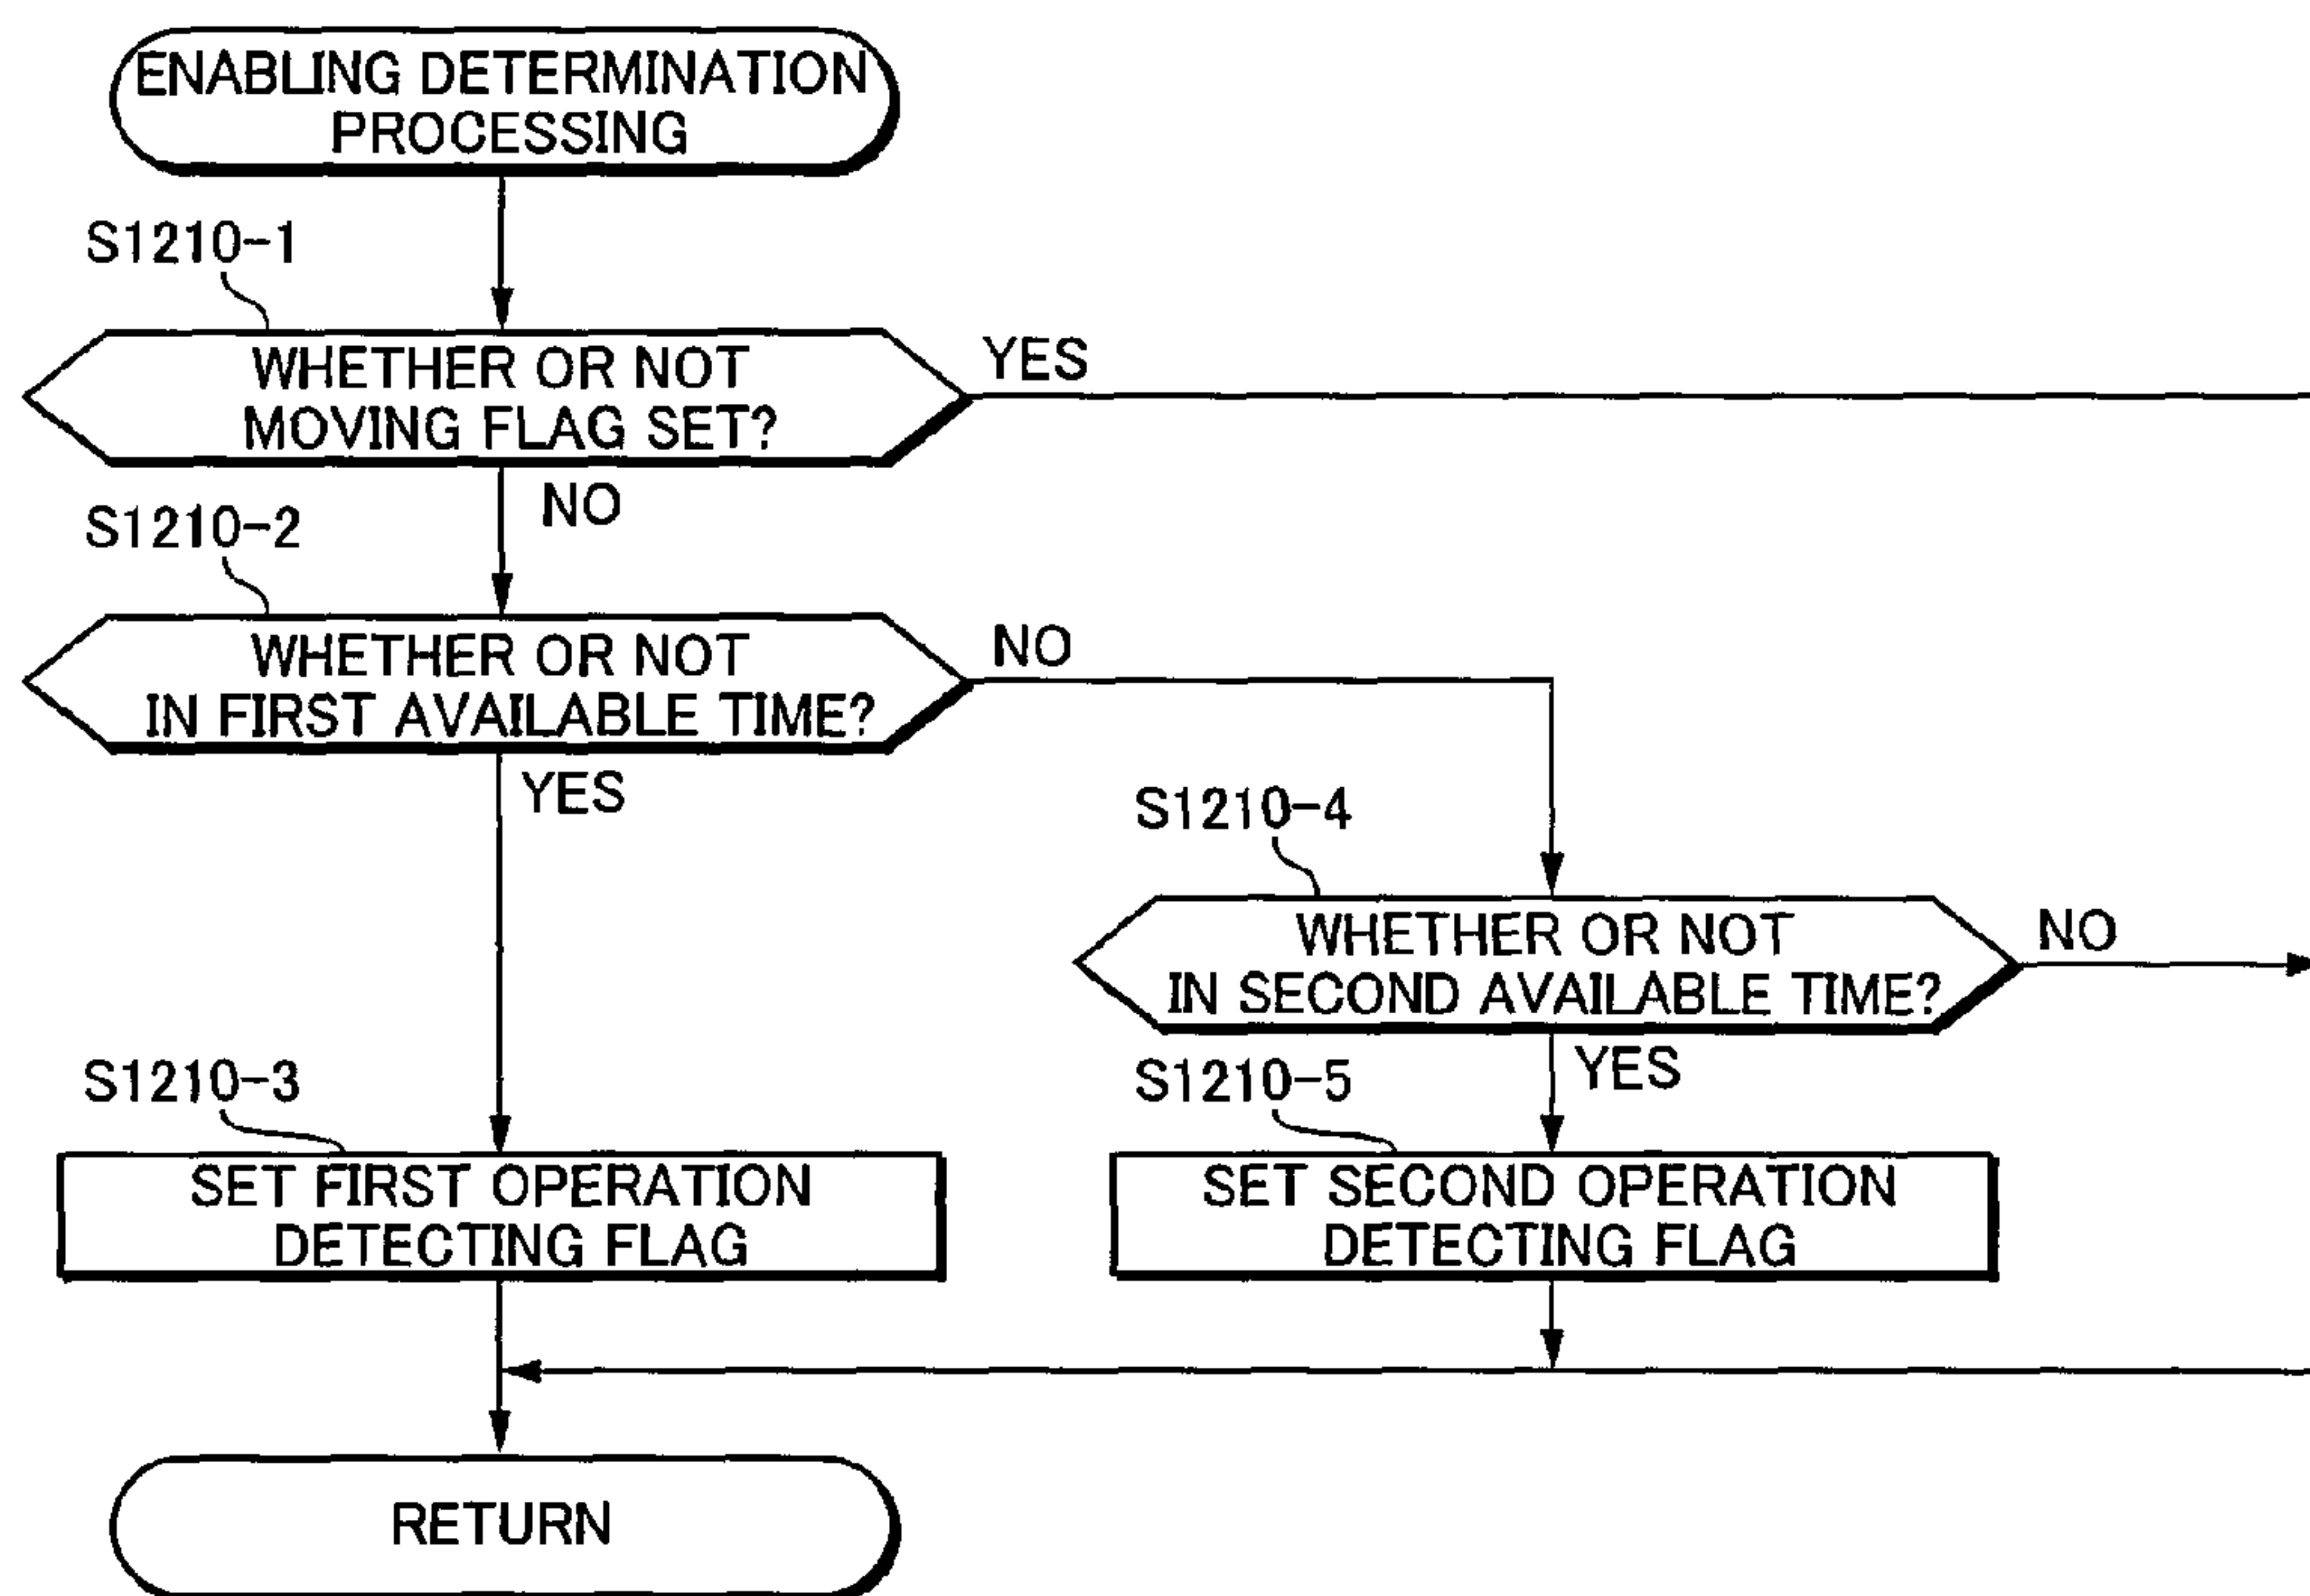 ENABLING DETERMINATION
PROCESSING
S1210-1
WHETHER OR NOT
MOVING FLAG SET?
YES
NO
S1210-2
WHETHER OR NOT
IN FIRST AVAILABLE TIME?
NO
YES
S1210-4
WHETHER OR NOT
IN SECOND AVAILABLE TIME?
NO
YES
S1210-3
SET FIRST OPERATION
DETECTING FLAG
S1210-5
SET SECOND OPERATION
DETECTING FLAG
RETURN